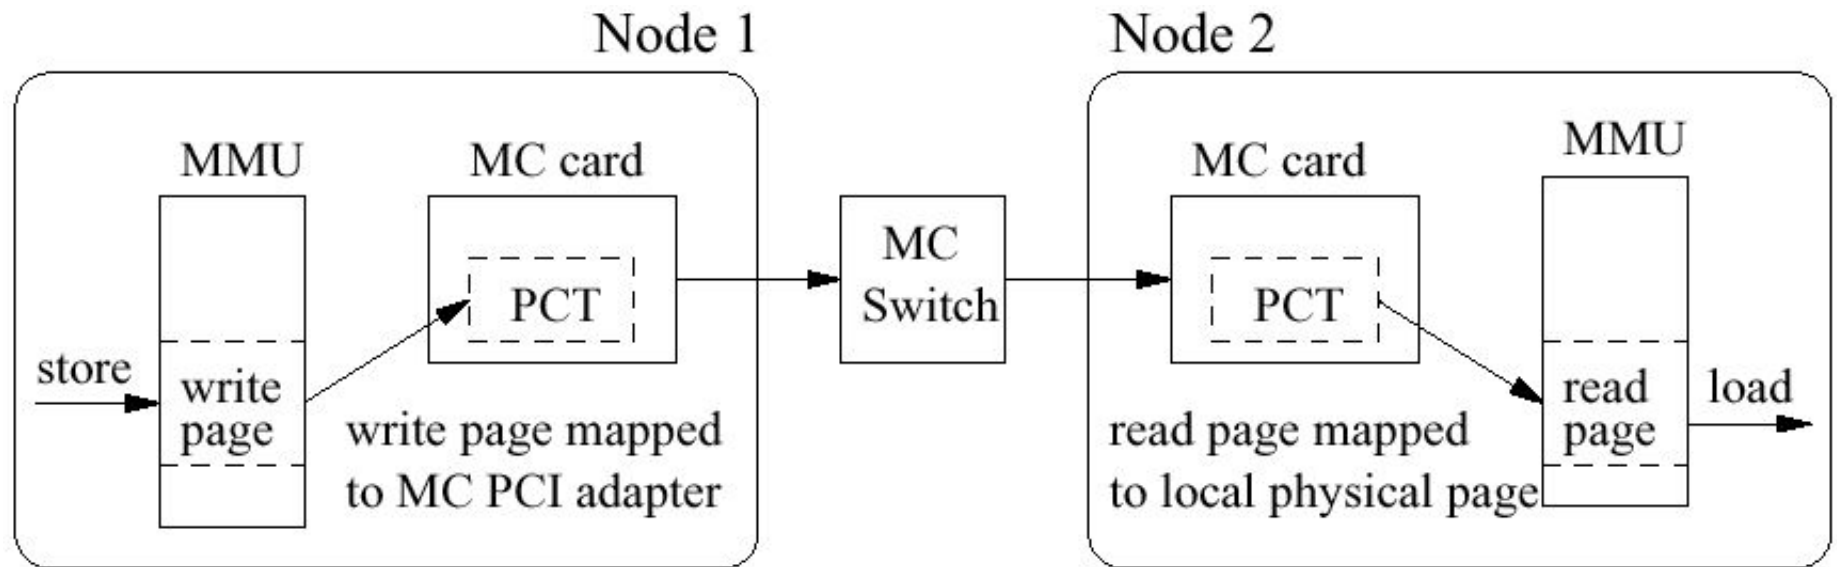 Node 1
Node 2
MMU
MC card
PCT
store
write
page
write page mapped
to MC PCI adapter
MC
Switch
MC card
MMU
PCT
read page mapped
to local physical page
read
page
load